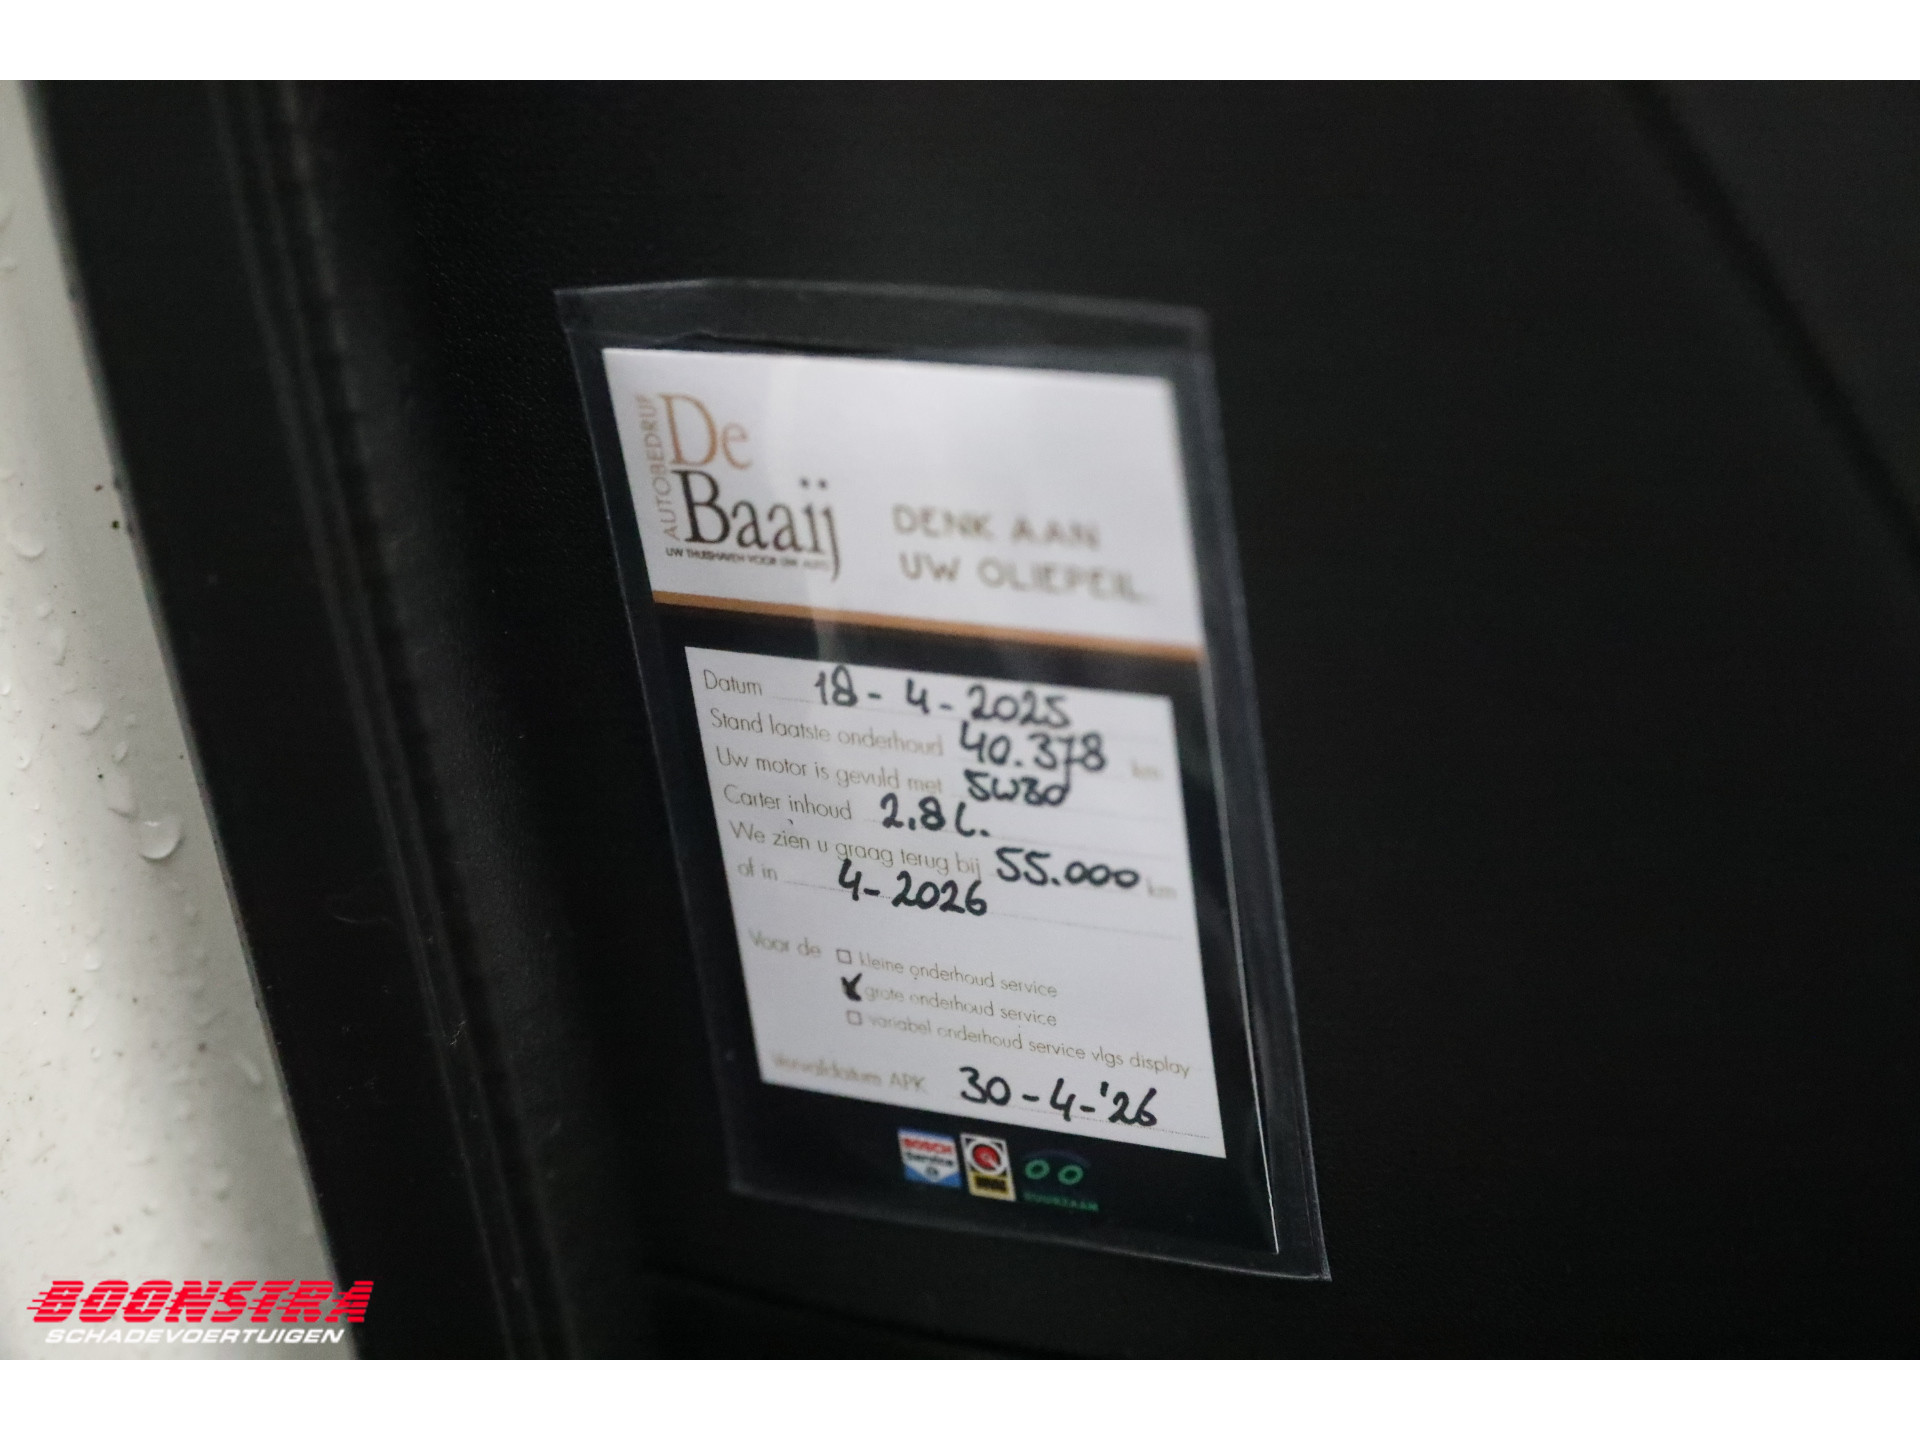 AUTOBEDRIJF
De
Baaij
UW THUISHAVEN VOOR UW AUTO
DENK AAN
UW OLIEPEIL
Datum 18-4-2025
Stand laatste onderhoud 40.378 km
Uw motor is gevuld met 5W30
Carter inhoud 2.8 L.
We zien u graag terug bij 55.000 km
of in 4-2026
Voor de kleine onderhoud service
grote onderhoud service
variabel onderhoud service vlgs display
Vervaldatum APK 30-4-'26
BOSCH
Service
DUURZAAM
BOONSTRA
SCHADEVOERTUIGEN